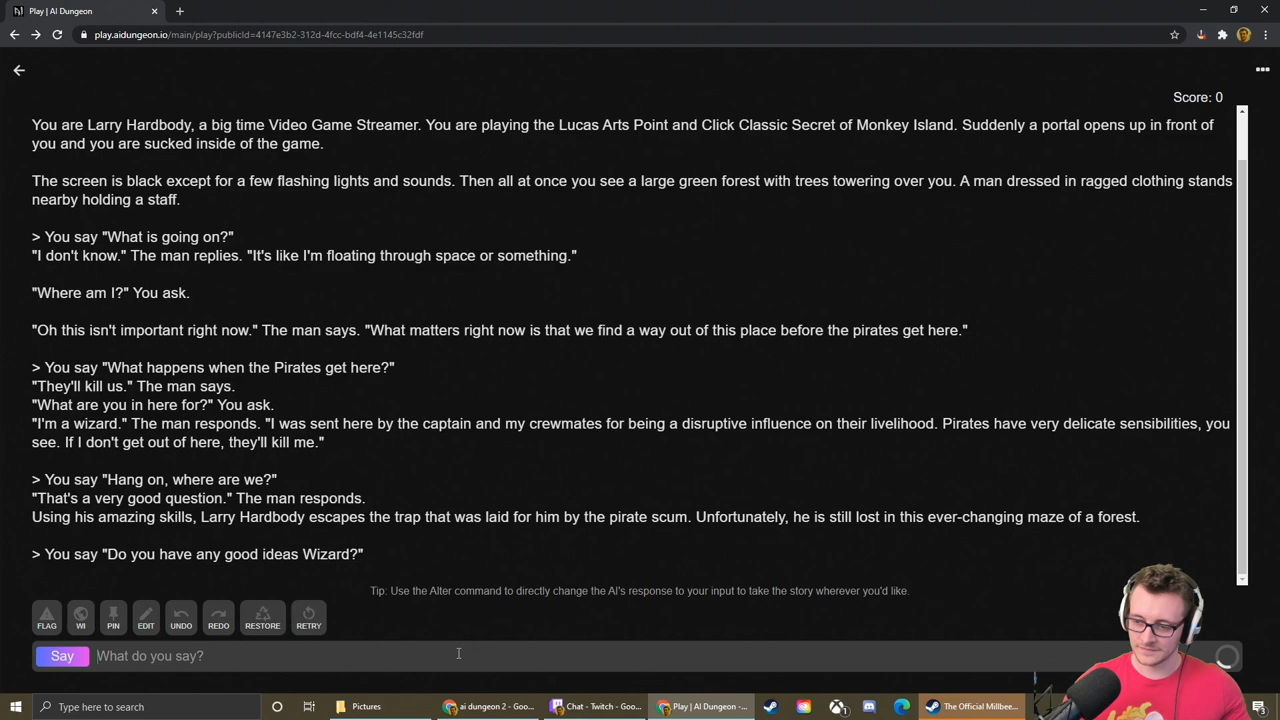 Play | AI Dungeon
play.aidungeon.io/main/play?publicId=4147e3b2-312d-4fcc-bdf4-4e1145c32fdf
Score: 0
You are Larry Hardbody, a big time Video Game Streamer. You are playing the Lucas Arts Point and Click Classic Secret of Monkey Island. Suddenly a portal opens up in front of
you and you are sucked inside of the game.
The screen is black except for a few flashing lights and sounds. Then all at once you see a large green forest with trees towering over you. A man dressed in ragged clothing stands
nearby holding a staff.
> You say "What is going on?"
"I don't know." The man replies. "It's like I'm floating through space or something."
"Where am I?" You ask.
"Oh this isn't important right now." The man says. "What matters right now is that we find a way out of this place before the pirates get here."
> You say "What happens when the Pirates get here?"
"They'll kill us." The man says.
"What are you in here for?" You ask.
"I'm a wizard." The man responds. "I was sent here by the captain and my crewmates for being a disruptive influence on their livelihood. Pirates have very delicate sensibilities, you
see. If I don't get out of here, they'll kill me."
> You say "Hang on, where are we?"
"That's a very good question." The man responds.
Using his amazing skills, Larry Hardbody escapes the trap that was laid for him by the pirate scum. Unfortunately, he is still lost in this ever-changing maze of a forest.
> You say "Do you have any good ideas Wizard?"
Tip: Use the Alter command to directly change the AI's response to your input to take the story wherever you'd like.
FLAG WI PIN EDIT UNDO REDO RESTORE RETRY
Say What do you say?
Type here to search Pictures ai dungeon 2 - Goo... Chat - Twitch - Goo... Play | AI Dungeon -... The Official Millbee...